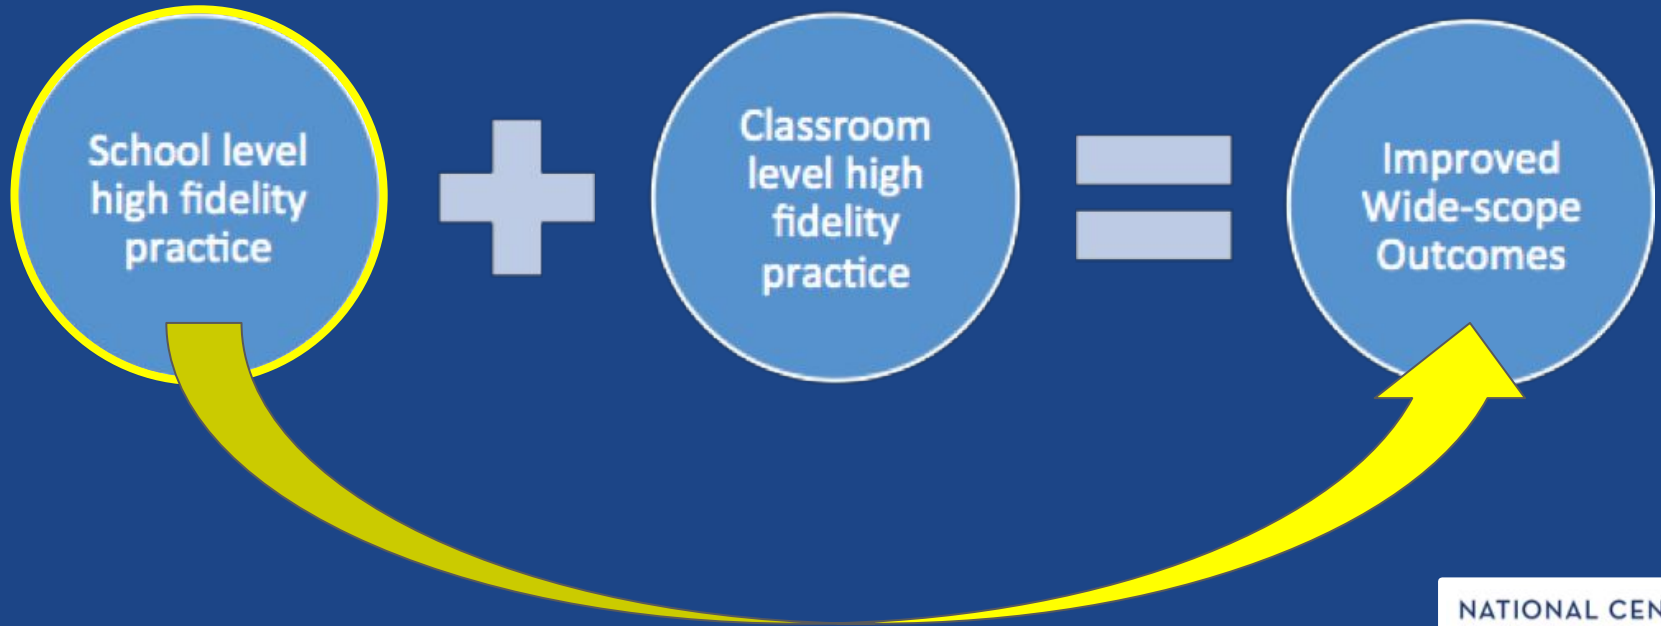 School level
high fidelity
practice
Classroom
level high
fidelity
practice
Improved
Wide-scope
Outcomes
NATIONAL CEN